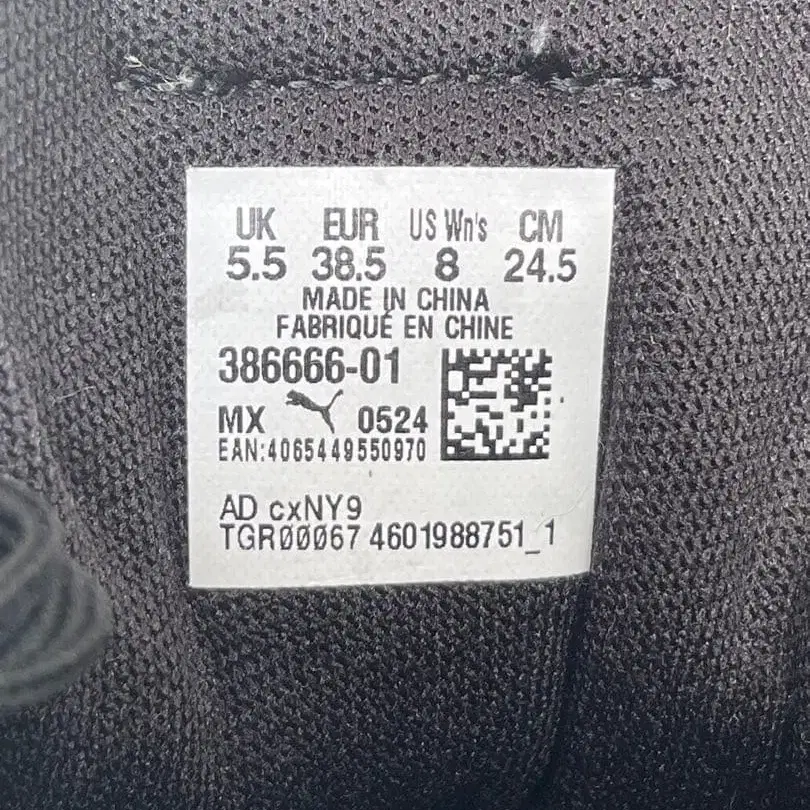 UK EUR US Wn's CM
5.5 38.5 8 24.5
MADE IN CHINA
FABRIQUÉ EN CHINE
386666-01
MX 0524
EAN:4065449550970
AD cxNY9
TGRØØØ67 4601988751_1